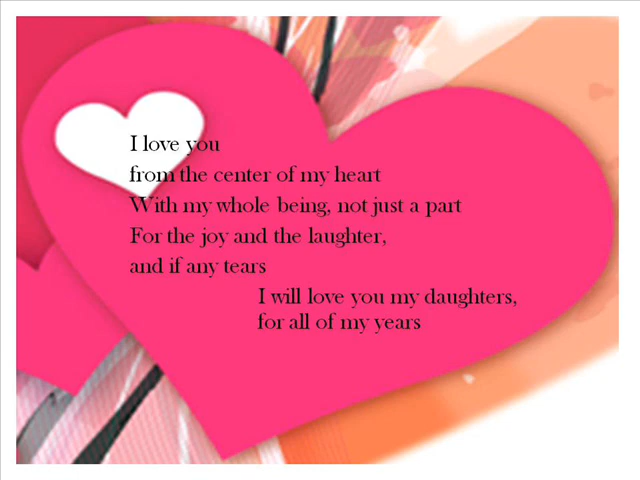 I love you
from the center of my heart
With my whole being, not just a part
For the joy and the laughter,
and if any tears
I will love you my daughters,
for all of my years